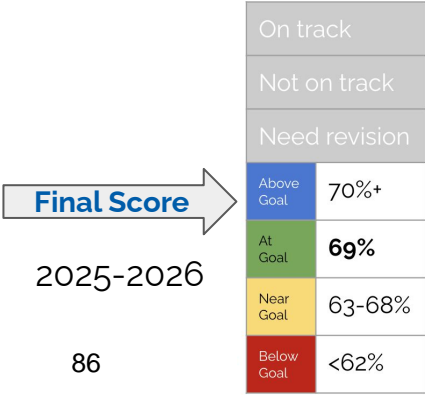 On track
Not on track
Need revision
Final Score
2025-2026
86
Above
Goal
70%+
At
Goal
69%
Near
Goal
63-68%
Below
Goal
<62%